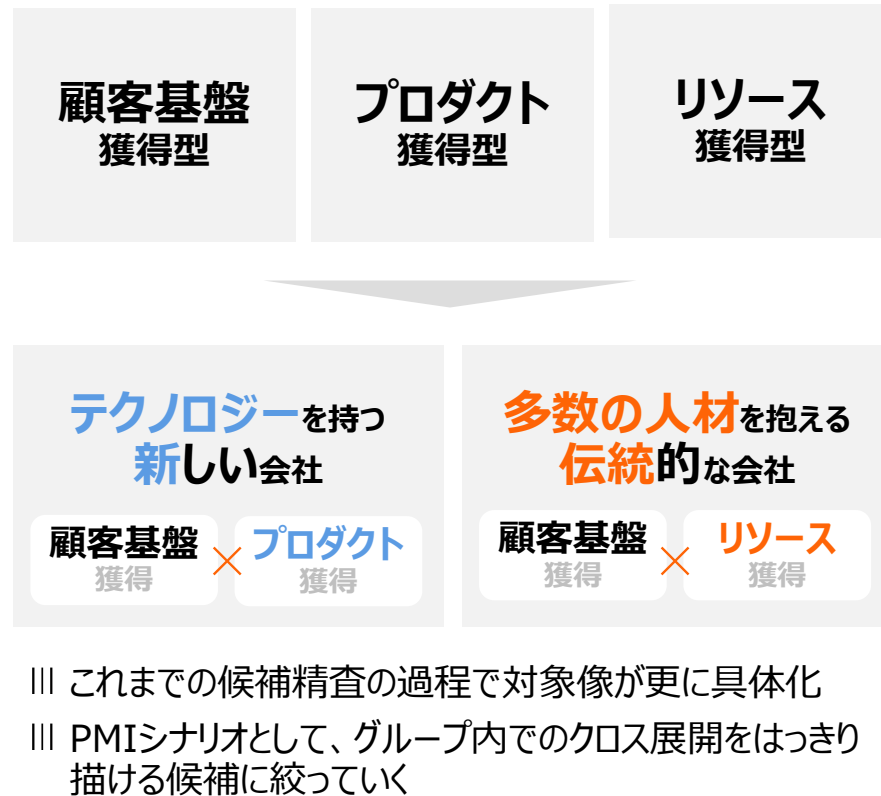 顧客基盤
獲得型
プロダクト
獲得型
リソース
獲得型
テクノロジーを持つ
新しい会社
顧客基盤
獲得
×
プロダクト
獲得
多数の人材を抱える
伝統的な会社
顧客基盤
獲得
×
リソース
獲得
これまでの候補精査の過程で対象像が更に具体化
PMIシナリオとして、グループ内でのクロス展開をはっきり
描ける候補に絞っていく